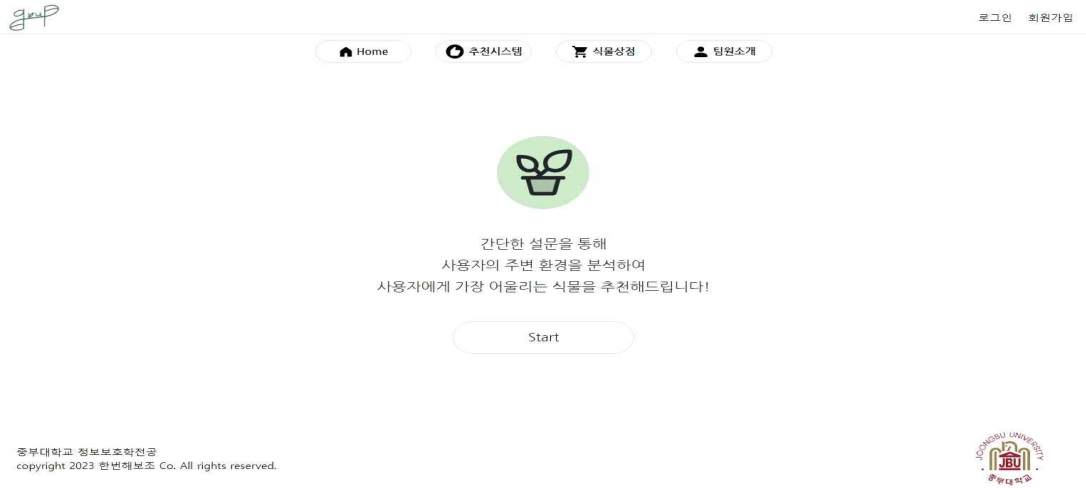 로그인 회원가입
Home 추천시스템 식물상점 팀원소개
간단한 설문을 통해
사용자의 주변 환경을 분석하여
사용자에게 가장 어울리는 식물을 추천해드립니다!
Start
중부대학교 정보보호학전공
copyright 2023 한번해보조 Co. All rights reserved.
JOONGBU UNIVERSITY
JBU
중부대학교